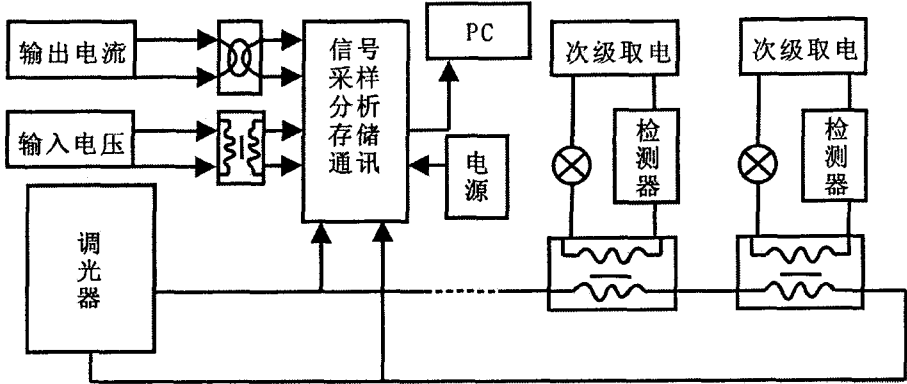 输出电流
输入电压
信号
采样
分析
存储
通讯
PC
电
源
调
光
器
次级取电
检
测
器
次级取电
检
测
器